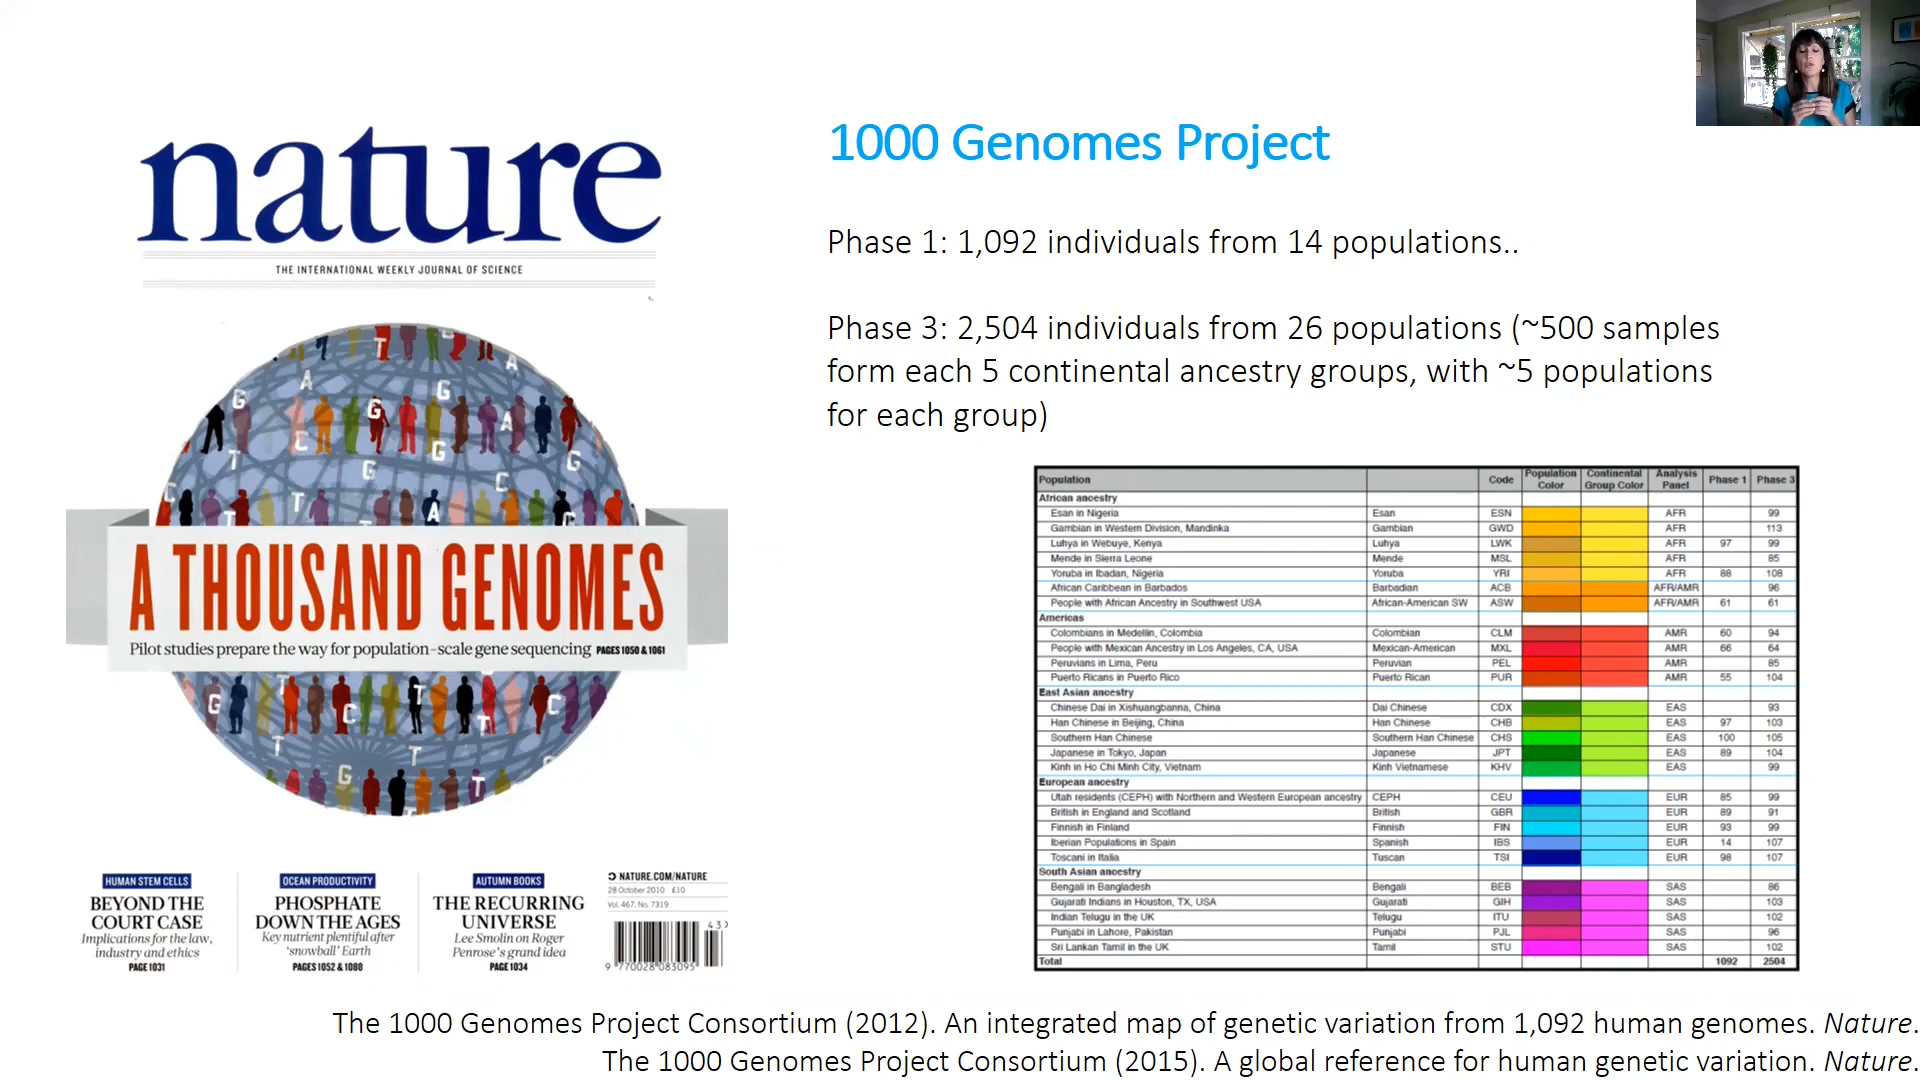 nature
THE INTERNATIONAL WEEKLY JOURNAL OF SCIENCE
A THOUSAND GENOMES
Pilot studies prepare the way for population-scale gene sequencing PAGES 1050 & 1061
HUMAN STEM CELLS
BEYOND THE
COURT CASE
Implications for the law,
industry and ethics
PAGE 1031
OCEAN PRODUCTIVITY
PHOSPHATE
DOWN THE AGES
Key nutrient plentiful after
'snowball' Earth
PAGES 1052 & 1088
AUTUMN BOOKS
THE RECURRING
UNIVERSE
Lee Smolin on Roger
Penrose's grand idea
PAGE 1034
NATURE.COM/NATURE
28 October 2010 £10
Vol. 467, No. 7319
43
9 770028 083095
1000 Genomes Project
Phase 1: 1,092 individuals from 14 populations..
Phase 3: 2,504 individuals from 26 populations (~500 samples
form each 5 continental ancestry groups, with ~5 populations
for each group)
Population Code Population Color Continental Group Color Analysis Panel Phase 1 Phase 3
African ancestry
Esan in Nigeria Esan ESN AFR 99
Gambian in Western Division, Mandinka Gambian GWD AFR 113
Luhya in Webuye, Kenya Luhya LWK AFR 97 99
Mende in Sierra Leone Mende MSL AFR 85
Yoruba in Ibadan, Nigeria Yoruba YRI AFR 88 108
African Caribbean in Barbados Barbadian ACB AFR/AMR 96
People with African Ancestry in Southwest USA African-American SW ASW AFR/AMR 61 61
Americas
Colombians in Medellin, Colombia Colombian CLM AMR 60 94
People with Mexican Ancestry in Los Angeles, CA, USA Mexican-American MXL AMR 66 64
Peruvians in Lima, Peru Peruvian PEL AMR 85
Puerto Ricans in Puerto Rico Puerto Rican PUR AMR 55 104
East Asian ancestry
Chinese Dai in Xishuangbanna, China Dai Chinese CDX EAS 93
Han Chinese in Beijing, China Han Chinese CHB EAS 97 103
Southern Han Chinese Southern Han Chinese CHS EAS 100 105
Japanese in Tokyo, Japan Japanese JPT EAS 89 104
Kinh in Ho Chi Minh City, Vietnam Kinh Vietnamese KHV EAS 99
European ancestry
Utah residents (CEPH) with Northern and Western European ancestry CEPH CEU EUR 85 99
British in England and Scotland British GBR EUR 89 91
Finnish in Finland Finnish FIN EUR 93 99
Iberian Populations in Spain Spanish IBS EUR 14 107
Toscani in Italia Tuscan TSI EUR 98 107
South Asian ancestry
Bengali in Bangladesh Bengali BEB SAS 86
Gujarati Indians in Houston, TX, USA Gujarati GIH SAS 103
Indian Telugu in the UK Telugu ITU SAS 102
Punjabi in Lahore, Pakistan Punjabi PJL SAS 96
Sri Lankan Tamil in the UK Tamil STU SAS 102
Total 1092 2504
The 1000 Genomes Project Consortium (2012). An integrated map of genetic variation from 1,092 human genomes. Nature.
The 1000 Genomes Project Consortium (2015). A global reference for human genetic variation. Nature.